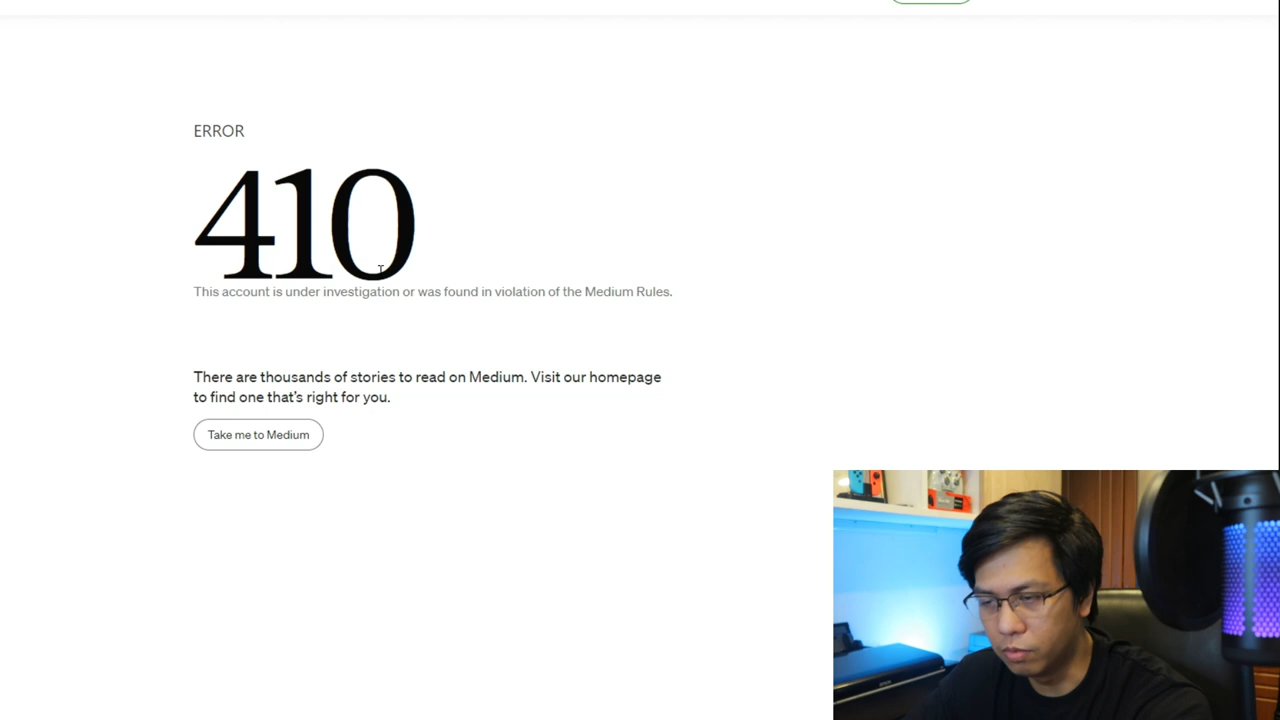 ERROR
410
This account is under investigation or was found in violation of the Medium Rules.
There are thousands of stories to read on Medium. Visit our homepage
to find one that's right for you.
Take me to Medium